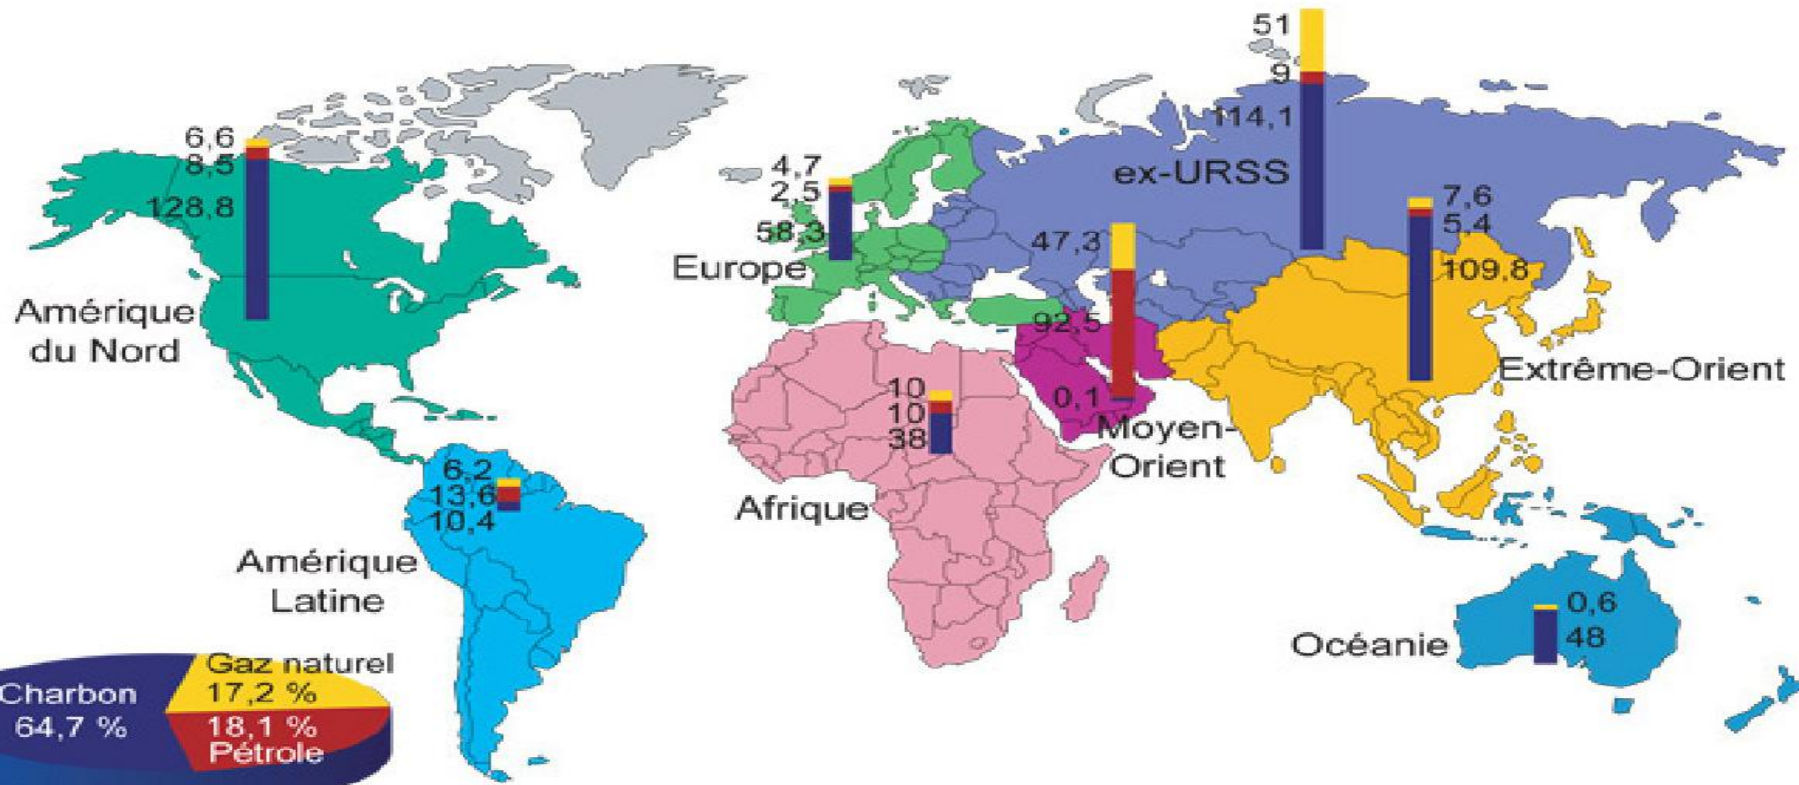 51
9
114,1
ex-URSS
6,6
8,5
128,8
Amérique
du Nord
4,7
2,5
58,3
Europe
47,3
92,5
0,1
Moyen-
Orient
7,6
5,4
109,8
Extrême-Orient
10
10
38
Afrique
6,2
13,6
10,4
Amérique
Latine
0,6
48
Océanie
Gaz naturel
17,2 %
Charbon
64,7 %
18,1 %
Pétrole